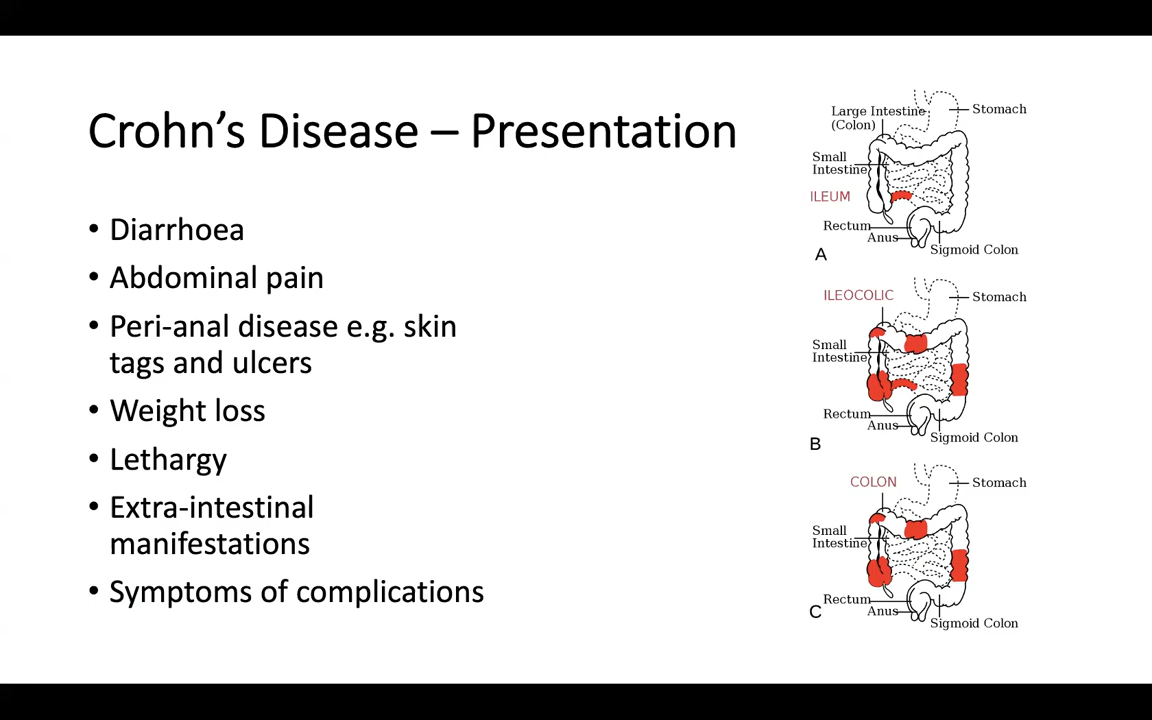 Crohn's Disease – Presentation
• Diarrhoea
• Abdominal pain
• Peri-anal disease e.g. skin
tags and ulcers
• Weight loss
• Lethargy
• Extra-intestinal
manifestations
• Symptoms of complications
Large Intestine
(Colon)
Stomach
Small
Intestine
ILEUM
Rectum
Anus
Sigmoid Colon
A
ILEOCOLIC
Stomach
Small
Intestine
Rectum
Anus
Sigmoid Colon
B
COLON
Stomach
Small
Intestine
Rectum
Anus
Sigmoid Colon
C